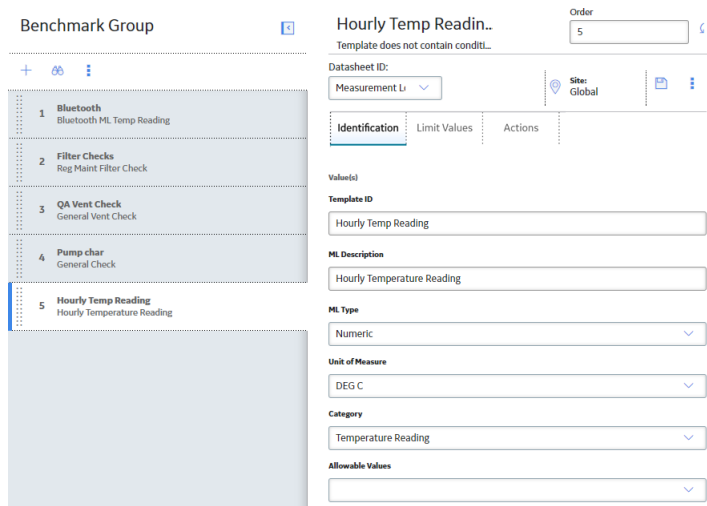 Benchmark Group
1 Bluetooth
Bluetooth ML Temp Reading
2 Filter Checks
Reg Maint Filter Check
3 QA Vent Check
General Vent Check
4 Pump char
General Check
5 Hourly Temp Reading
Hourly Temperature Reading
Hourly Temp Readin..
Template does not contain conditi...
Order
5
Datasheet ID:
Measurement Lo
Site:
Global
Identification Limit Values Actions
Value(s)
Template ID
Hourly Temp Reading
ML Description
Hourly Temperature Reading
ML Type
Numeric
Unit of Measure
DEG C
Category
Temperature Reading
Allowable Values